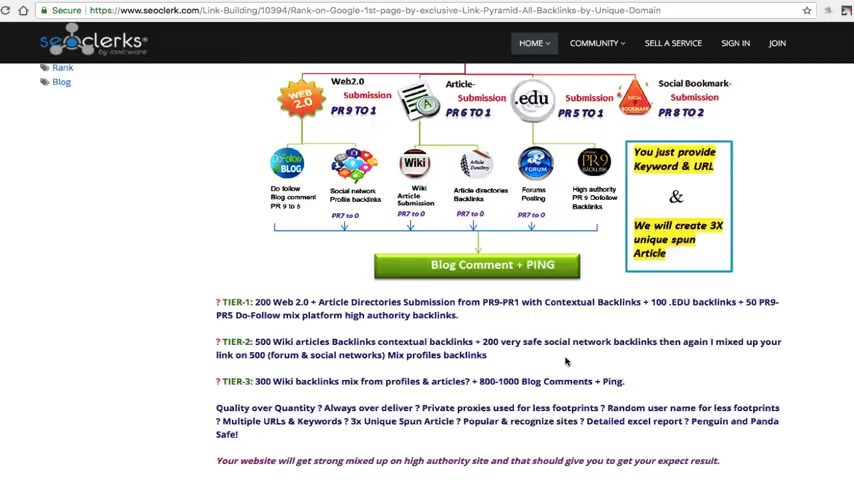 Secure https://www.seoclerk.com/Link-Building/10394/Rank-on-Google-1st-page-by-exclusive-Link-Pyramid-All-Backlinks-by-Unique-Domain
seoclerks
by ionicware
HOME COMMUNITY SELL A SERVICE SIGN IN JOIN
Rank
Blog
Web2.0
Submission
PR 9 TO 1
WEB
2.0
Article-
Submission
PR 6 TO 1
A
.edu
Submission
PR 5 TO 1
Social Bookmark-
Submission
PR 8 TO 2
SOCIAL
BOOKMARK
DOFOLLOW
BLOG
Do follow
Blog comment
PR 9 to 5
Social network
Profile backlinks
PR7 to 0
Wiki
Wiki
Article
Submission
PR7 to 0
Article
Directory
Article directories
Backlinks
PR7 to 0
FORUM
Forums
Posting
PR7 to 0
PR9
BACKLINK
High authority
PR 9 Dofollow
Backlinks
You just provide
Keyword & URL
&
We will create 3X
unique spun
Article
Blog Comment + PING
? TIER-1: 200 Web 2.0 + Article Directories Submission from PR9-PR1 with Contextual Backlinks + 100 .EDU backlinks + 50 PR9-
PR5 Do-Follow mix platform high authority backlinks.
? TIER-2: 500 Wiki articles Backlinks contextual backlinks + 200 very safe social network backlinks then again I mixed up your
link on 500 (forum & social networks) Mix profiles backlinks
? TIER-3: 300 Wiki backlinks mix from profiles & articles? + 800-1000 Blog Comments + Ping.
Quality over Quantity ? Always over deliver ? Private proxies used for less footprints ? Random user name for less footprints
? Multiple URLs & Keywords ? 3x Unique Spun Article ? Popular & recognize sites ? Detailed excel report ? Penguin and Panda
Safe!
Your website will get strong mixed up on high authority site and that should give you to get your expect result.